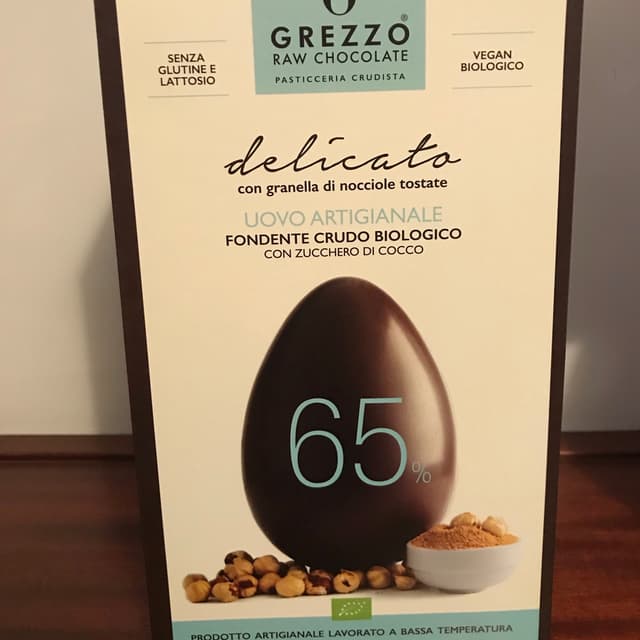 GREZZO®
RAW CHOCOLATE
PASTICCERIA CRUDISTA
SENZA
GLUTINE E
LATTOSIO
VEGAN
BIOLOGICO
delicato
con granella di nocciole tostate
UOVO ARTIGIANALE
FONDENTE CRUDO BIOLOGICO
CON ZUCCHERO DI COCCO
65%
PRODOTTO ARTIGIANALE LAVORATO A BASSA TEMPERATURA